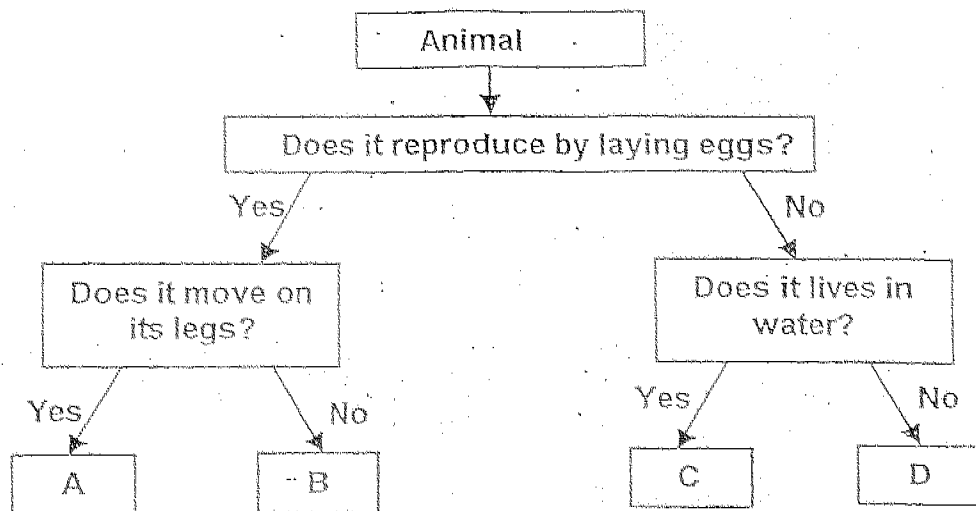 Animal
Does it reproduce by laying eggs?
Yes
No
Does it move on
its legs?
Does it lives in
water?
Yes
No
Yes
No
A
B
C
D